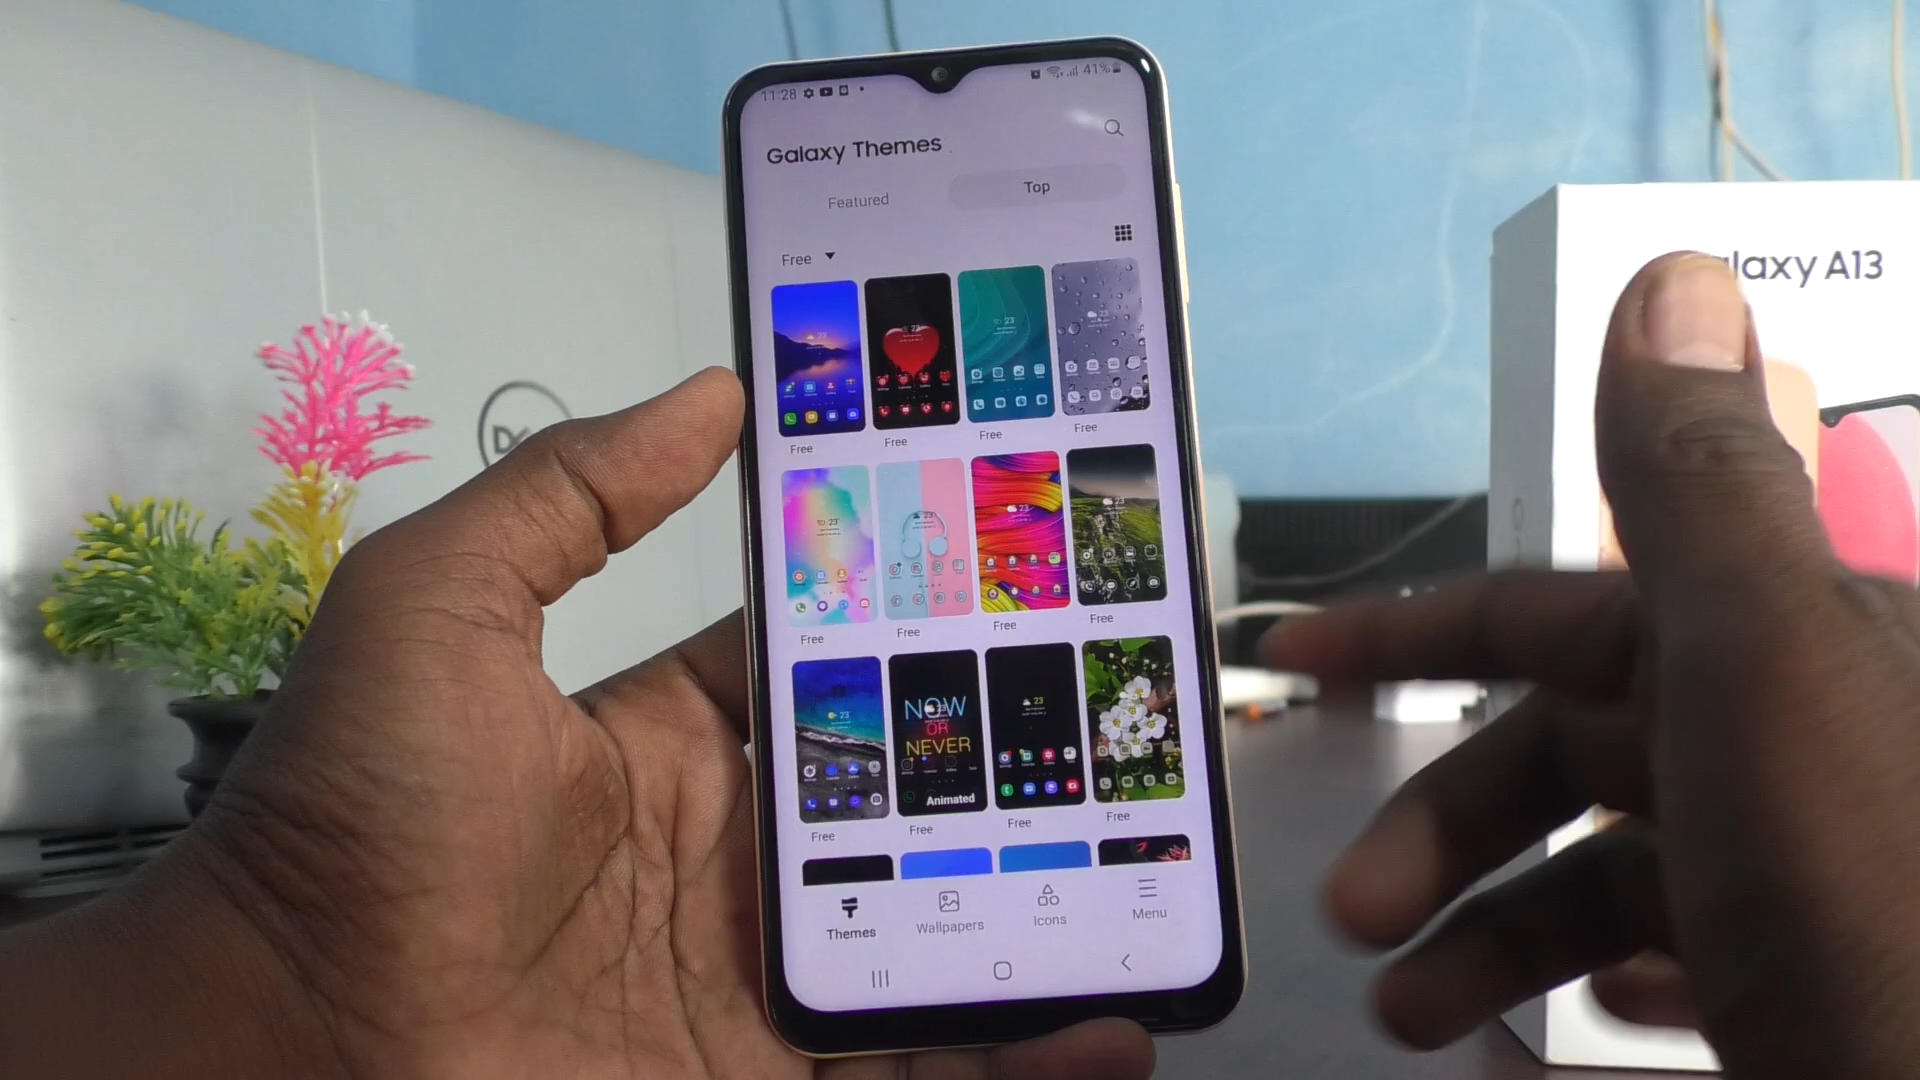 11:28
41%
Galaxy Themes
Featured
Top
Free
Free
Free
Free
Free
Free
Free
Free
Free
NOW
OR
NEVER
Animated
Free
Free
Free
Free
Themes
Wallpapers
Icons
Menu
laxy A13